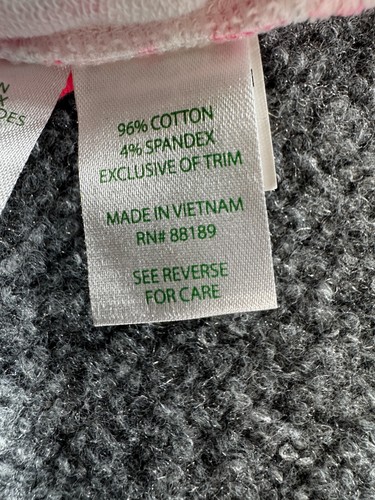 96% COTTON
4% SPANDEX
EXCLUSIVE OF TRIM
MADE IN VIETNAM
RN# 88189
SEE REVERSE
FOR CARE